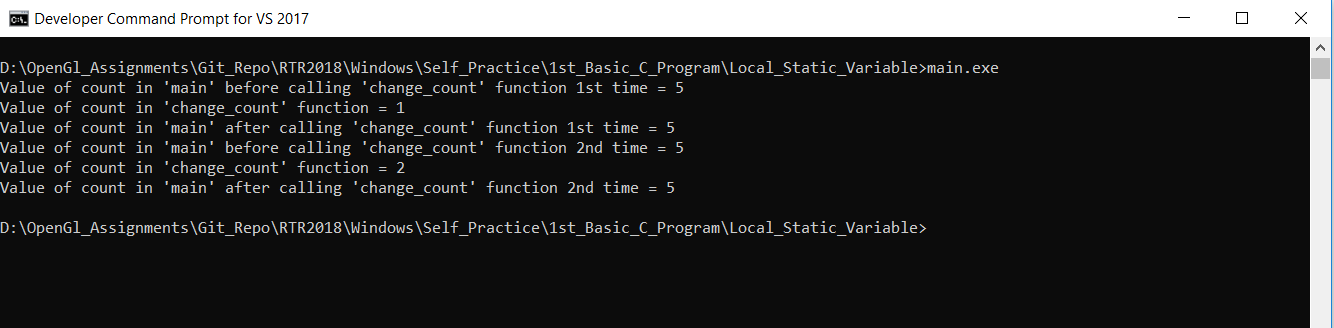 Developer Command Prompt for VS 2017
D:\OpenGl_Assignments\Git_Repo\RTR2018\Windows\Self_Practice\1st_Basic_C_Program\Local_Static_Variable>main.exe
Value of count in 'main' before calling 'change_count' function 1st time = 5
Value of count in 'change_count' function = 1
Value of count in 'main' after calling 'change_count' function 1st time = 5
Value of count in 'main' before calling 'change_count' function 2nd time = 5
Value of count in 'change_count' function = 2
Value of count in 'main' after calling 'change_count' function 2nd time = 5
D:\OpenGl_Assignments\Git_Repo\RTR2018\Windows\Self_Practice\1st_Basic_C_Program\Local_Static_Variable>